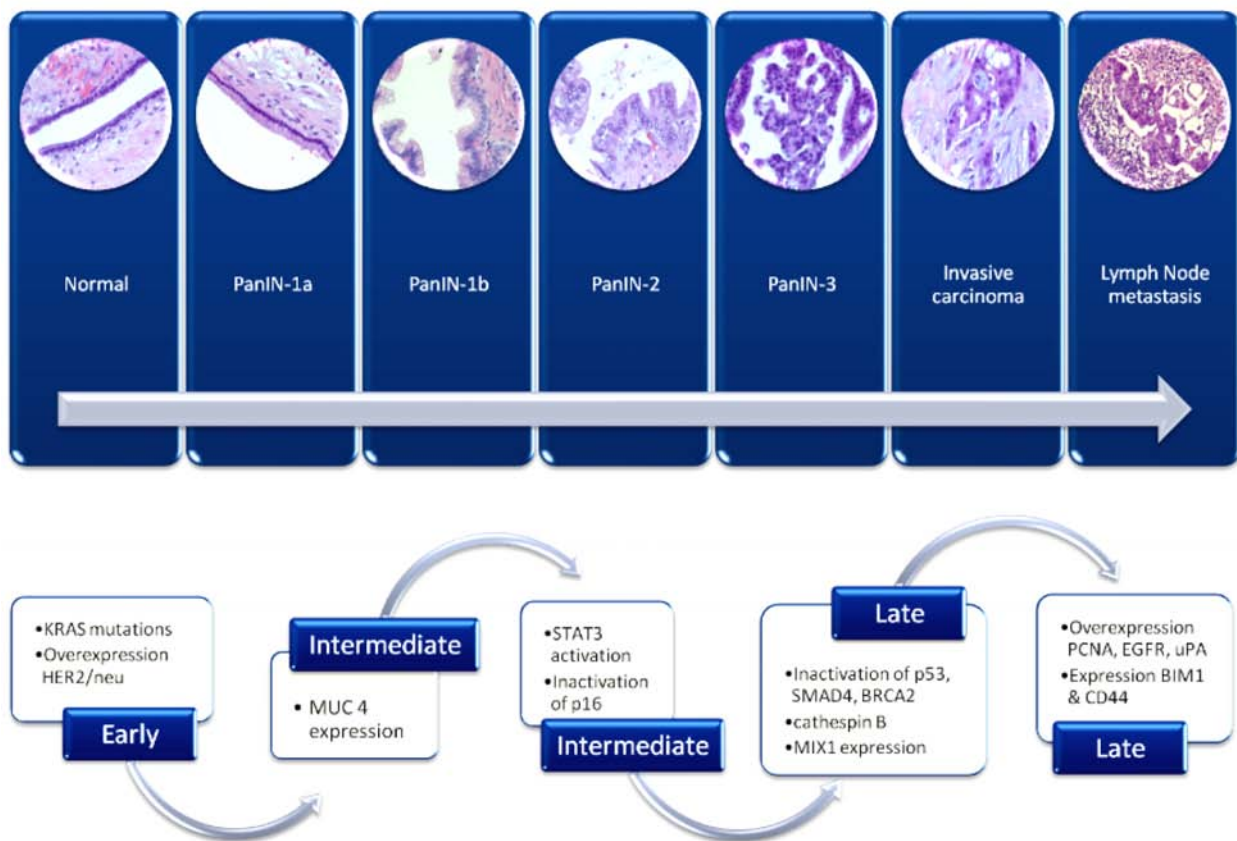 Normal
PanIN-1a
PanIN-1b
PanIN-2
PanIN-3
Invasive
carcinoma
Lymph Node
metastasis
•KRAS mutations
•Overexpression
HER2/neu
Early
Intermediate
• MUC 4
expression
•STAT3
activation
•Inactivation
of p16
Intermediate
Late
•Inactivation of p53,
SMAD4, BRCA2
•cathespin B
•MIX1 expression
•Overexpression
PCNA, EGFR, uPA
•Expression BIM1
& CD44
Late